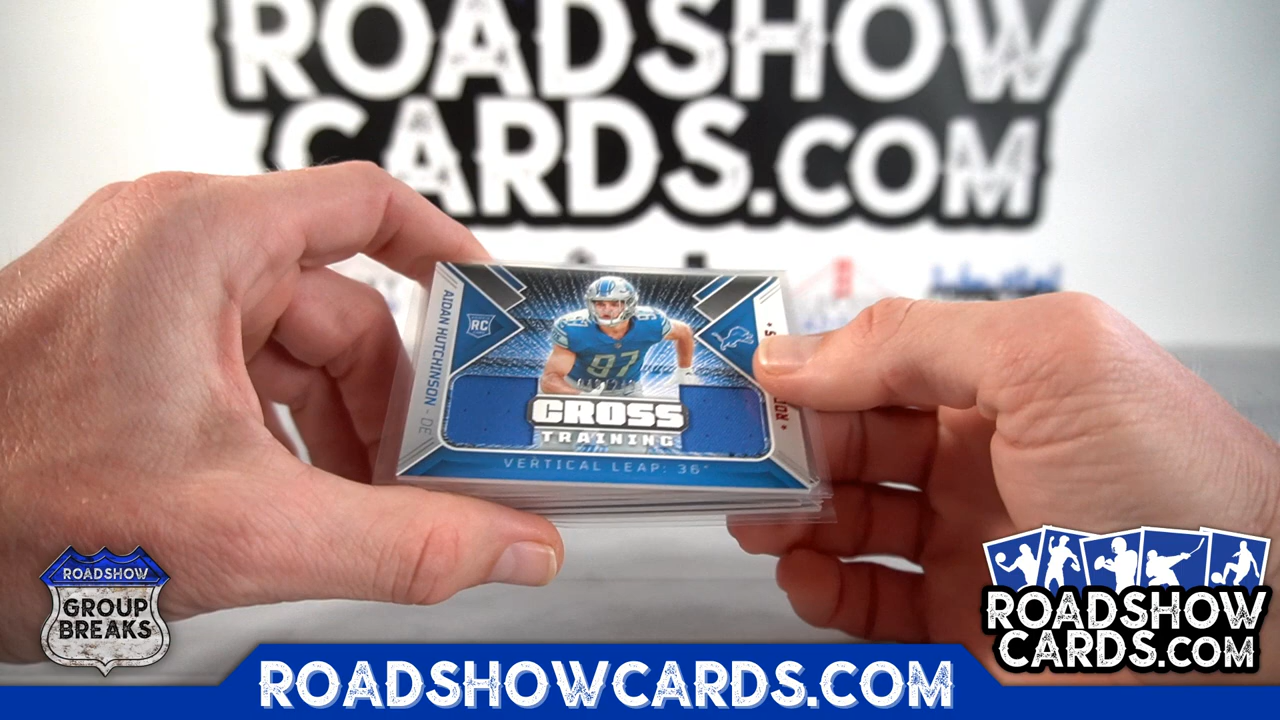 ROADSHOW
CARDS.COM
AIDAN HUTCHINSON - DE
RC
97
CROSS
TRAINING
VERTICAL LEAP: 36"
ROADSHOW
GROUP
BREAKS
ROADSHOWCARDS.COM
ROADSHOW
CARDS.COM